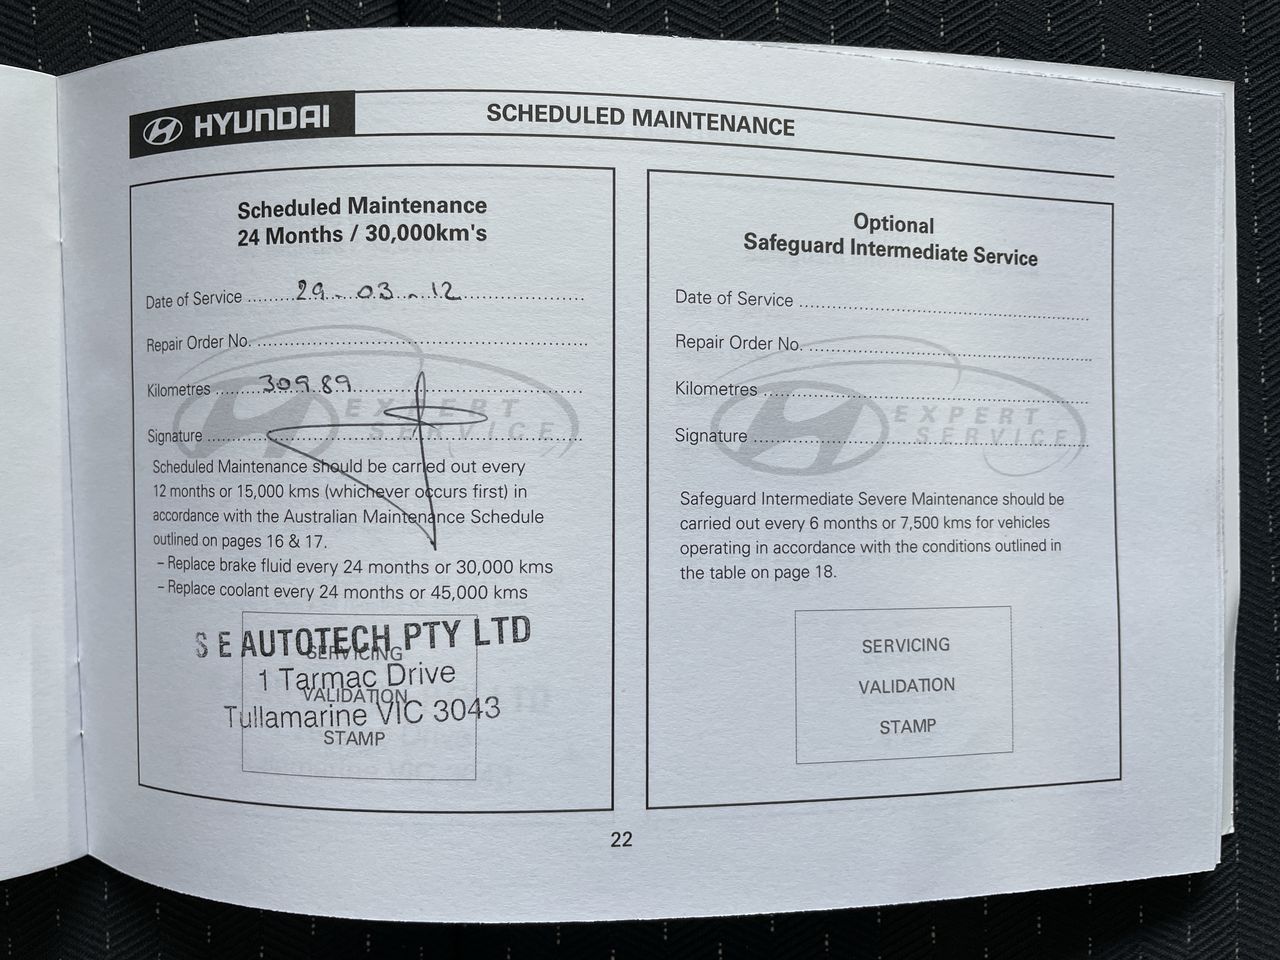 HYUNDAI
SCHEDULED MAINTENANCE
Scheduled Maintenance
24 Months / 30,000km's
Date of Service ........ 29-03-12 ........
Repair Order No. ........
Kilometres ........ 30989 ........
EXPERT
Signature ........
SERVICE
Scheduled Maintenance should be carried out every
12 months or 15,000 kms (whichever occurs first) in
accordance with the Australian Maintenance Schedule
outlined on pages 16 & 17.
– Replace brake fluid every 24 months or 30,000 kms
– Replace coolant every 24 months or 45,000 kms
S E AUTOTECH PTY LTD
SERVICING
1 Tarmac Drive
VALIDATION
Tullamarine VIC 3043
STAMP
Optional
Safeguard Intermediate Service
Date of Service ........
Repair Order No. ........
Kilometres ........
EXPERT
Signature ........
SERVICE
Safeguard Intermediate Severe Maintenance should be
carried out every 6 months or 7,500 kms for vehicles
operating in accordance with the conditions outlined in
the table on page 18.
SERVICING
VALIDATION
STAMP
22